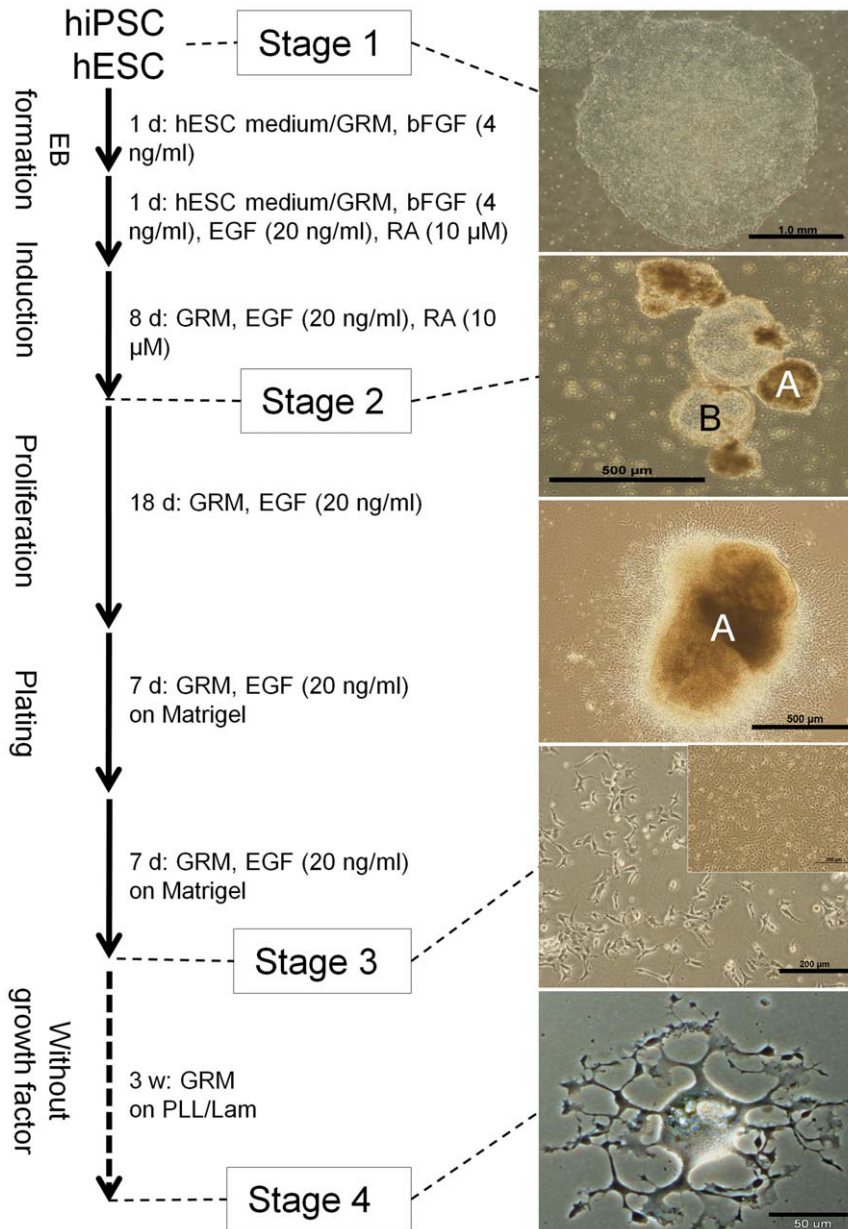 hiPSC
hESC
Stage 1
EB
formation
1 d: hESC medium/GRM, bFGF (4
ng/ml)
1 d: hESC medium/GRM, bFGF (4
ng/ml), EGF (20 ng/ml), RA (10 µM)
1.0 mm
Induction
8 d: GRM, EGF (20 ng/ml), RA (10
µM)
Stage 2
A
B
500 µm
Proliferation
18 d: GRM, EGF (20 ng/ml)
A
500 µm
Plating
7 d: GRM, EGF (20 ng/ml)
on Matrigel
7 d: GRM, EGF (20 ng/ml)
on Matrigel
200 µm
Stage 3
Without
growth factor
3 w: GRM
on PLL/Lam
Stage 4
50 um